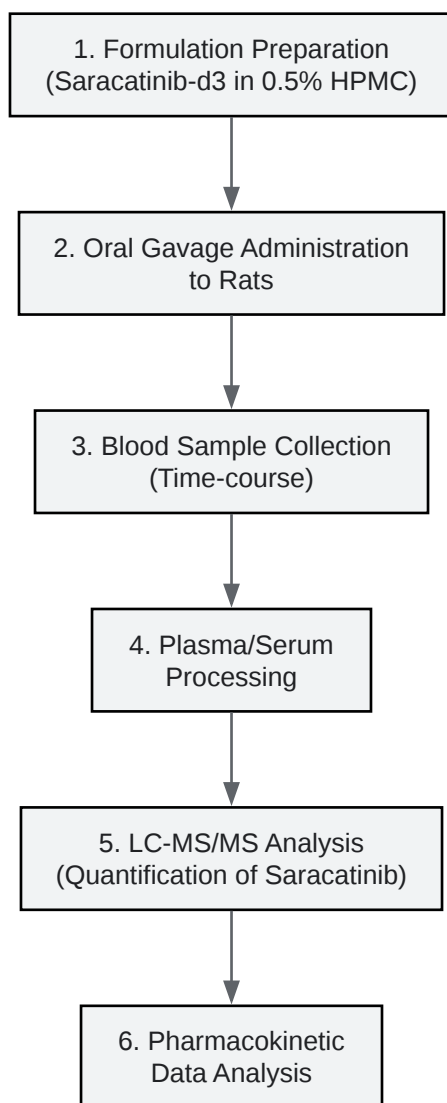 1. Formulation Preparation
(Saracatinib-d3 in 0.5% HPMC)
2. Oral Gavage Administration
to Rats
3. Blood Sample Collection
(Time-course)
4. Plasma/Serum
Processing
5. LC-MS/MS Analysis
(Quantification of Saracatinib)
6. Pharmacokinetic
Data Analysis